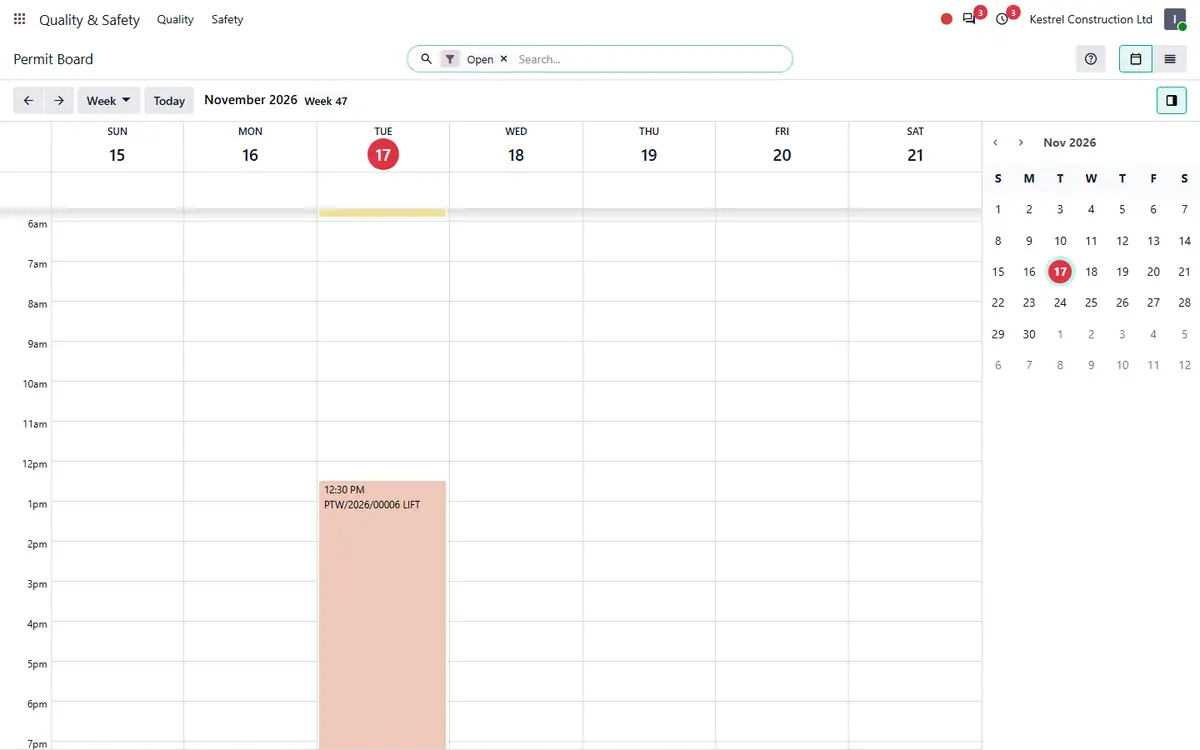 Quality & Safety Quality Safety 3 3 Kestrel Construction Ltd I
Permit Board Open × Search...
Week Today November 2026 Week 47
SUN MON TUE WED THU FRI SAT
15 16 17 18 19 20 21
6am
7am
8am
9am
10am
11am
12pm
1pm
2pm
3pm
4pm
5pm
6pm
7pm
12:30 PM
PTW/2026/00006 LIFT
Nov 2026
S M T W T F S
1 2 3 4 5 6 7
8 9 10 11 12 13 14
15 16 17 18 19 20 21
22 23 24 25 26 27 28
29 30 1 2 3 4 5
6 7 8 9 10 11 12